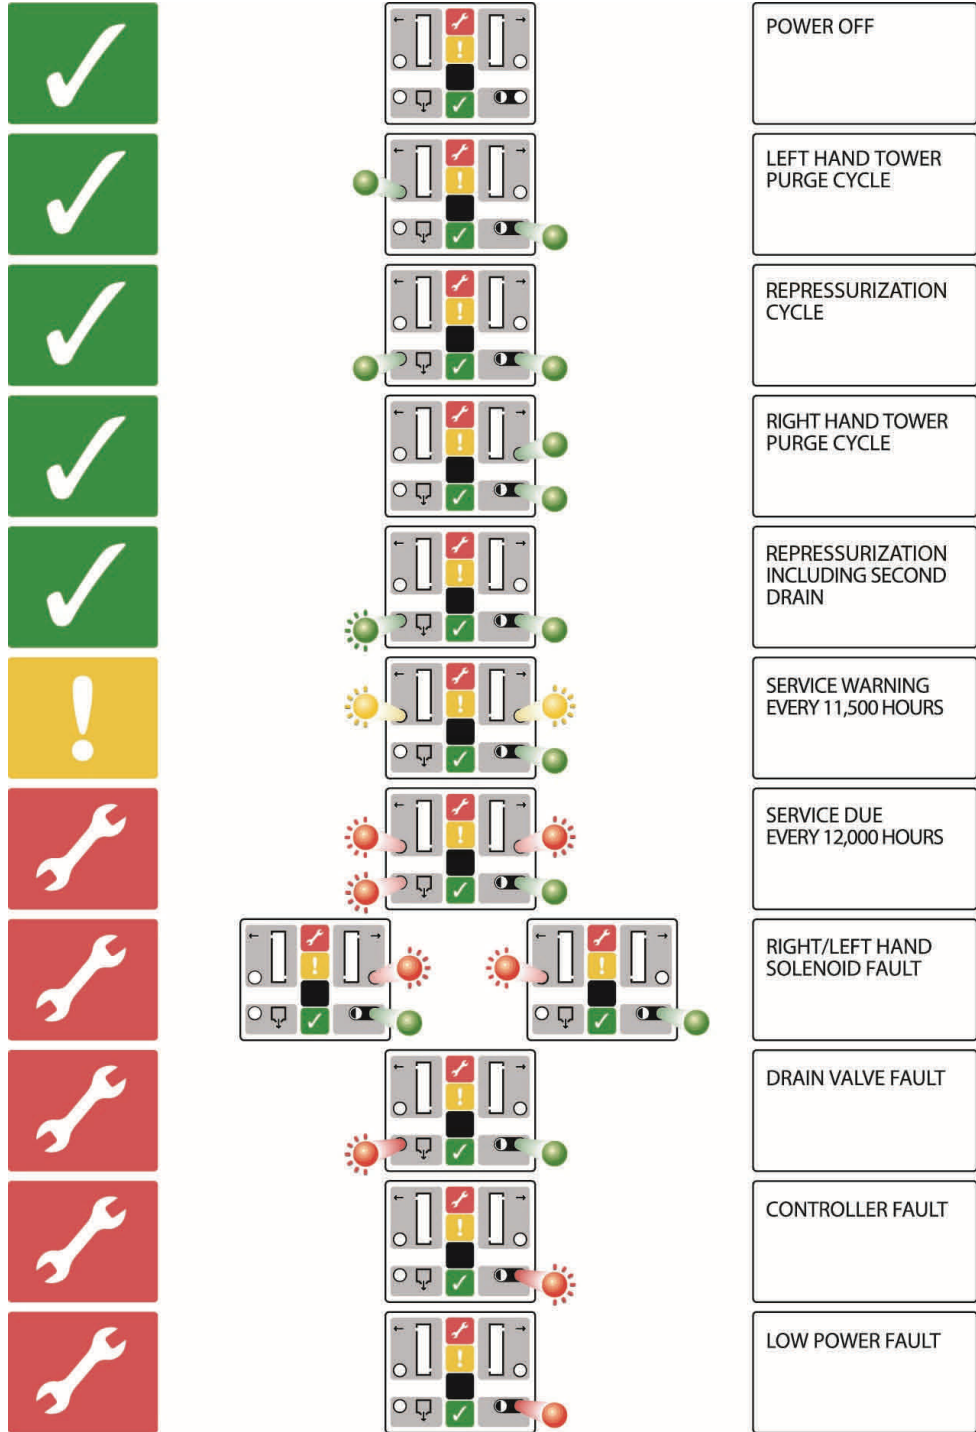 POWER OFF
LEFT HAND TOWER
PURGE CYCLE
REPRESSURIZATION
CYCLE
RIGHT HAND TOWER
PURGE CYCLE
REPRESSURIZATION
INCLUDING SECOND
DRAIN
SERVICE WARNING
EVERY 11,500 HOURS
SERVICE DUE
EVERY 12,000 HOURS
RIGHT/LEFT HAND
SOLENOID FAULT
DRAIN VALVE FAULT
CONTROLLER FAULT
LOW POWER FAULT